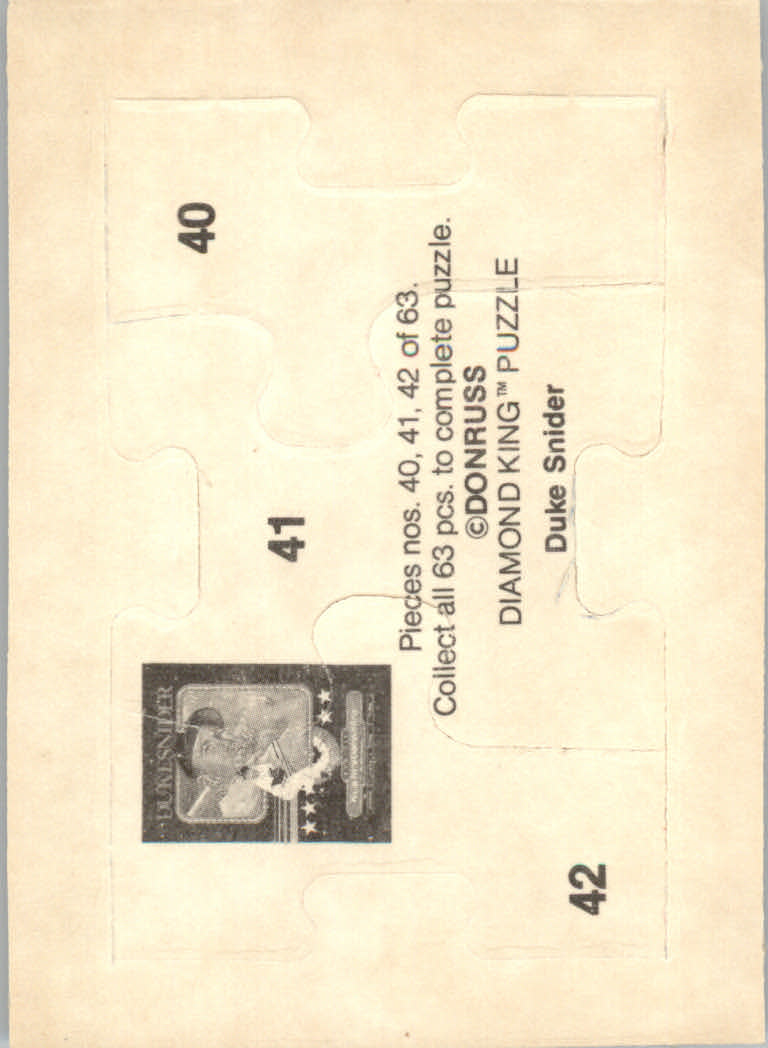 40
41
42
Pieces nos. 40, 41, 42 of 63.
Collect all 63 pcs. to complete puzzle.
©DONRUSS
DIAMOND KING™ PUZZLE
Duke Snider
DUKE SNIDER